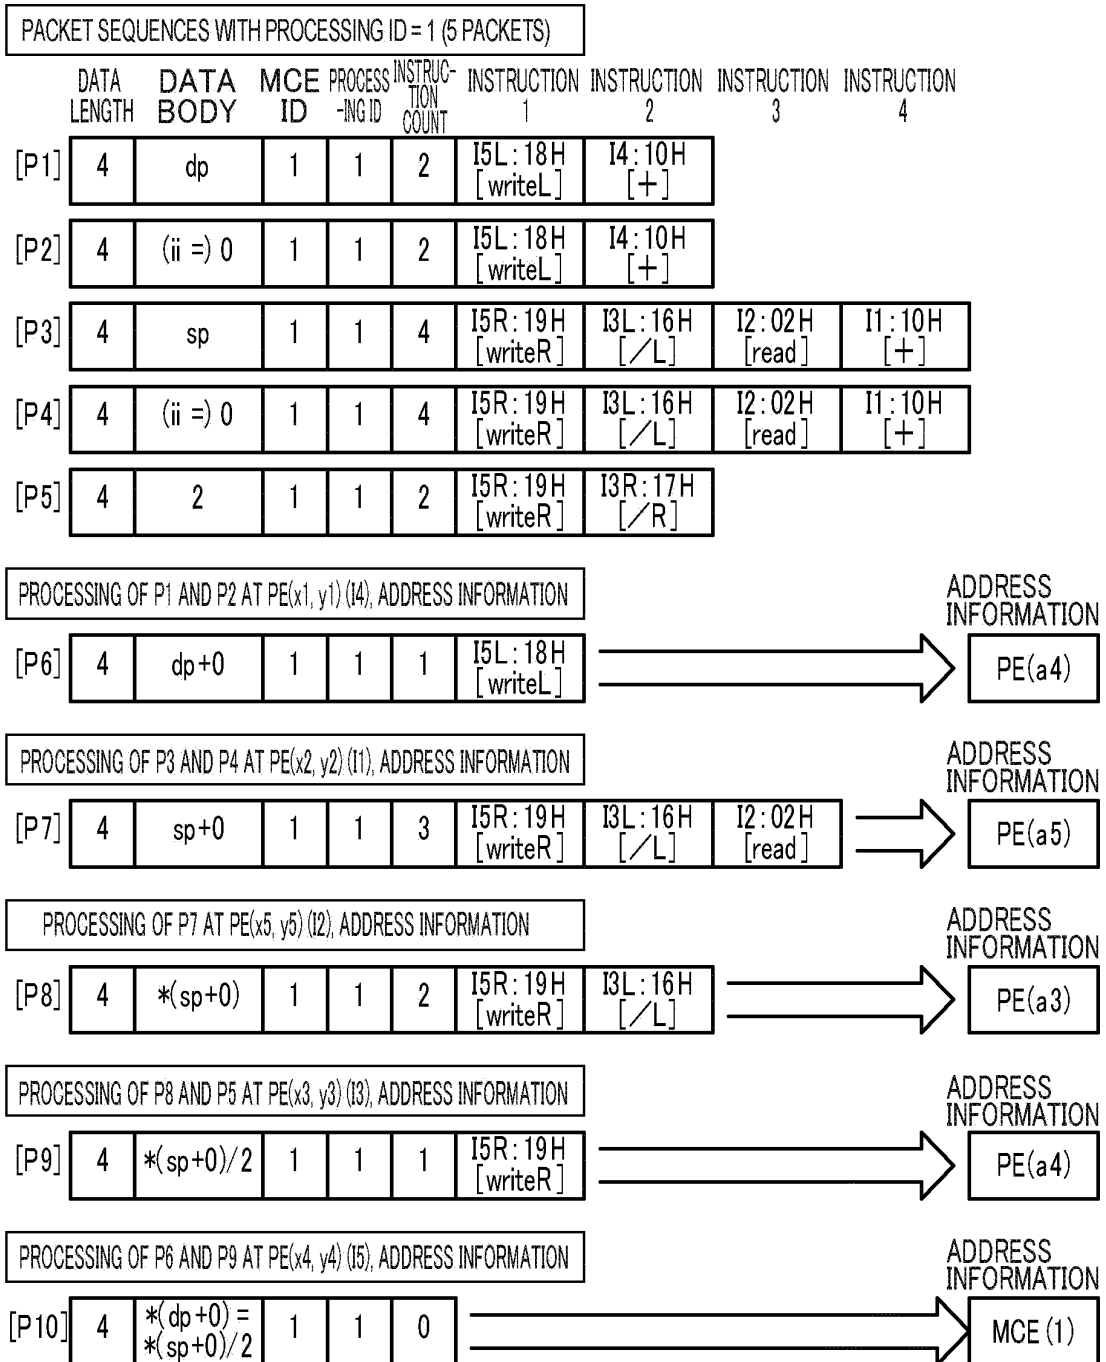 PACKET SEQUENCES WITH PROCESSING ID = 1 (5 PACKETS)
DATA LENGTH DATA BODY MCE ID PROCESS-ING ID INSTRUC-TION COUNT INSTRUCTION 1 INSTRUCTION 2 INSTRUCTION 3 INSTRUCTION 4
[P1] 4 dp 1 1 2 I5L:18H [writeL] I4:10H [+]
[P2] 4 (ii =) 0 1 1 2 I5L:18H [writeL] I4:10H [+]
[P3] 4 sp 1 1 4 I5R:19H [writeR] I3L:16H [/L] I2:02H [read] I1:10H [+]
[P4] 4 (ii =) 0 1 1 4 I5R:19H [writeR] I3L:16H [/L] I2:02H [read] I1:10H [+]
[P5] 4 2 1 1 2 I5R:19H [writeR] I3R:17H [/R]
PROCESSING OF P1 AND P2 AT PE(x1, y1) (I4), ADDRESS INFORMATION
ADDRESS INFORMATION
[P6] 4 dp+0 1 1 1 I5L:18H [writeL] PE(a4)
PROCESSING OF P3 AND P4 AT PE(x2, y2) (I1), ADDRESS INFORMATION
ADDRESS INFORMATION
[P7] 4 sp+0 1 1 3 I5R:19H [writeR] I3L:16H [/L] I2:02H [read] PE(a5)
PROCESSING OF P7 AT PE(x5, y5) (I2), ADDRESS INFORMATION
ADDRESS INFORMATION
[P8] 4 *(sp+0) 1 1 2 I5R:19H [writeR] I3L:16H [/L] PE(a3)
PROCESSING OF P8 AND P5 AT PE(x3, y3) (I3), ADDRESS INFORMATION
ADDRESS INFORMATION
[P9] 4 *(sp+0)/2 1 1 1 I5R:19H [writeR] PE(a4)
PROCESSING OF P6 AND P9 AT PE(x4, y4) (I5), ADDRESS INFORMATION
ADDRESS INFORMATION
[P10] 4 *(dp+0) = *(sp+0)/2 1 1 0 MCE(1)